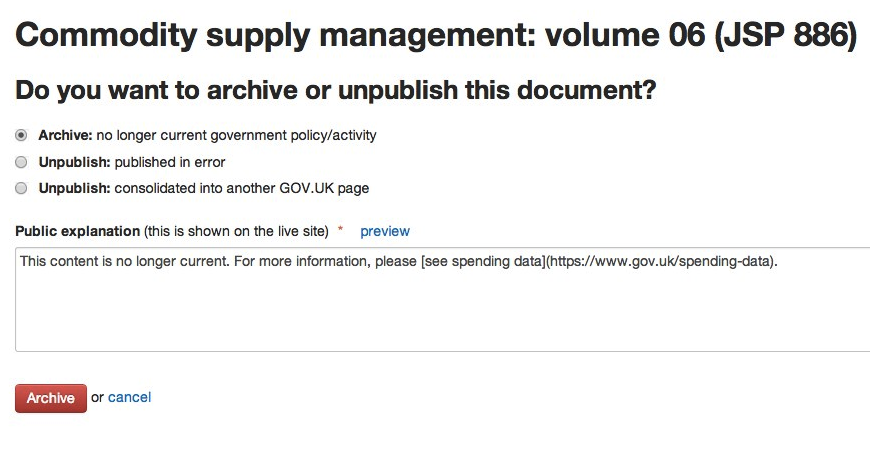 Commodity supply management: volume 06 (JSP 886)
Do you want to archive or unpublish this document?
Archive: no longer current government policy/activity
Unpublish: published in error
Unpublish: consolidated into another GOV.UK page
Public explanation (this is shown on the live site) * preview
This content is no longer current. For more information, please [see spending data](https://www.gov.uk/spending-data).
Archive or cancel